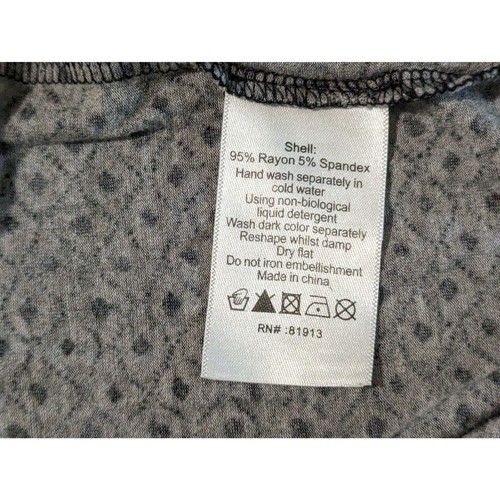 Shell:
95% Rayon 5% Spandex
Hand wash separately in
cold water
Using non-biological
liquid detergent
Wash dark color separately
Reshape whilst damp
Dry flat
Do not iron embellishment
Made in china
RN# :81913